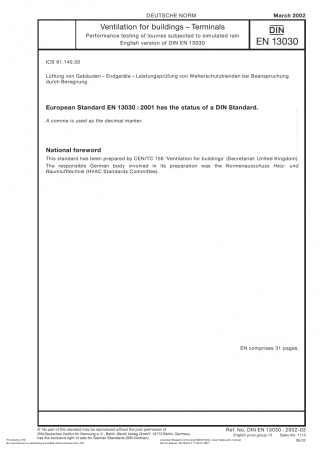 DEUTSCHE NORM
March 2002
Ventilation for buildings – Terminals
Performance testing of louvres subjected to simulated rain
English version of DIN EN 13030
DIN
EN 13030
ICS 91.140.30
Lüftung von Gebäuden – Endgeräte – Leistungsprüfung von Wetterschutzblenden bei Beanspruchung
durch Beregnung
European Standard EN 13030 : 2001 has the status of a DIN Standard.
A comma is used as the decimal marker.
National foreword
This standard has been prepared by CEN/TC 156 ‘Ventilation for buildings’ (Secretariat: United Kingdom).
The responsible German body involved in its preparation was the Normenausschuss Heiz- und
Raumlufttechnik (HVAC Standards Committee).
EN comprises 31 pages.
© No part of this standard may be reproduced without the prior permission of
DIN Deutsches Institut für Normung e. V., Berlin. Beuth Verlag GmbH, 10772 Berlin, Germany,
has the exclusive right of sale for German Standards (DIN-Normen).
Ref. No. DIN EN 13030 : 2002-03
English price group 13 Sales No. 1113